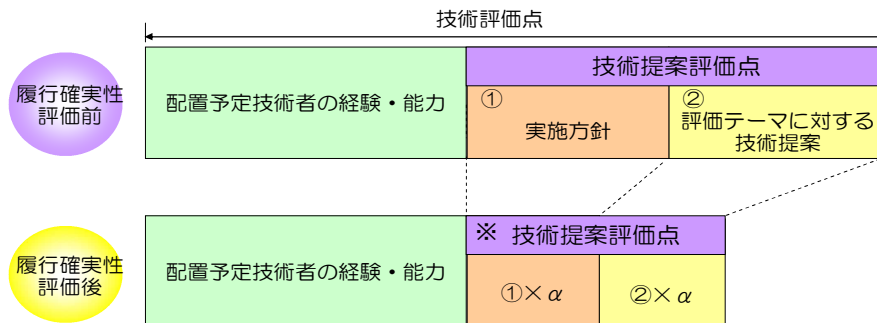 技術評価点
履行確実性
評価前
配置予定技術者の経験・能力
技術提案評価点
①
実施方針
②
評価テーマに対する
技術提案
履行確実性
評価後
配置予定技術者の経験・能力
※ 技術提案評価点
①×α
②×α